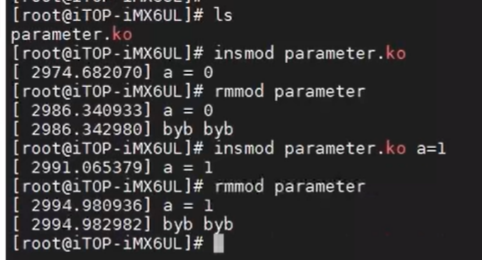 [root@iTOP-iMX6UL]# ls
parameter.ko
[root@iTOP-iMX6UL]# insmod parameter.ko
[ 2974.682070] a = 0
[root@iTOP-iMX6UL]# rmmod parameter
[ 2986.340933] a = 0
[ 2986.342980] byb byb
[root@iTOP-iMX6UL]# insmod parameter.ko a=1
[ 2991.065379] a = 1
[root@iTOP-iMX6UL]# rmmod parameter
[ 2994.980936] a = 1
[ 2994.982982] byb byb
[root@iTOP-iMX6UL]#